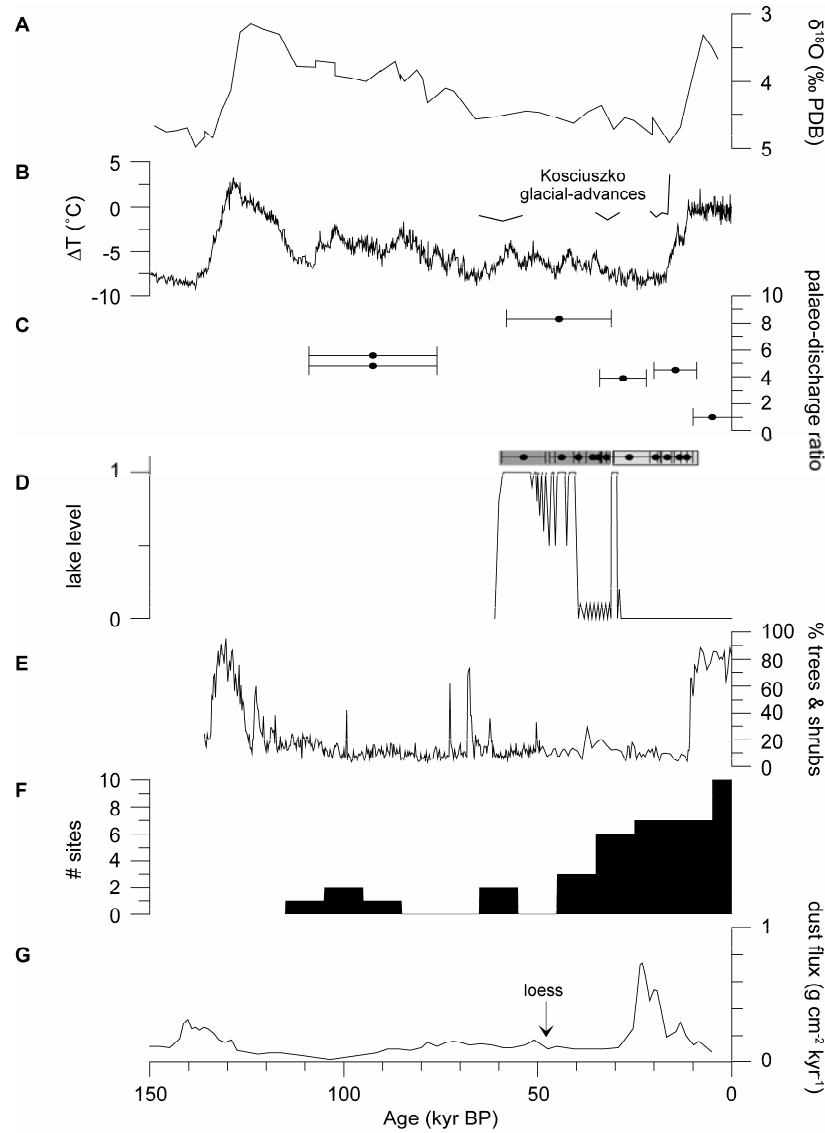 A
3
4
5
δ¹⁸O (‰ PDB)
B
5
0
-5
-10
ΔT (°C)
Kosciuszko
glacial-advances
C
10
8
6
4
2
0
palaeo-discharge ratio
D
1
0
lake level
E
100
80
60
40
20
0
% trees & shrubs
F
10
8
6
4
2
0
# sites
G
loess
1
0
dust flux (g cm⁻² kyr⁻¹)
150
100
50
0
Age (kyr BP)